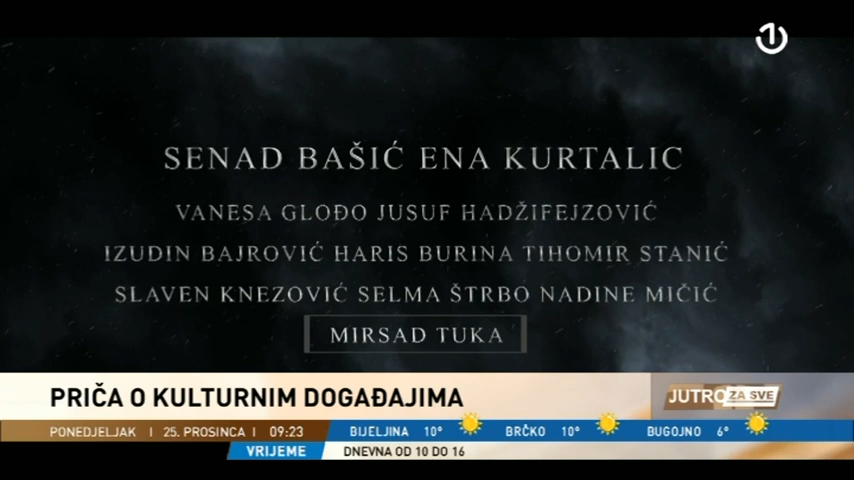 1
SENAD BAŠIĆ ENA KURTALIC
VANESA GLOĐO JUSUF HADŽIFEJZOVIĆ
IZUDIN BAJROVIĆ HARIS BURINA TIHOMIR STANIĆ
SLAVEN KNEZOVIĆ SELMA ŠTRBO NADINE MIČIĆ
MIRSAD TUKA
PRIČA O KULTURNIM DOGAĐAJIMA
JUTRO ZA SVE
PONEDJELJAK | 25. PROSINCA | 09:23 BIJELJINA 10° BRČKO 10° BUGOJNO 6°
VRIJEME DNEVNA OD 10 DO 16